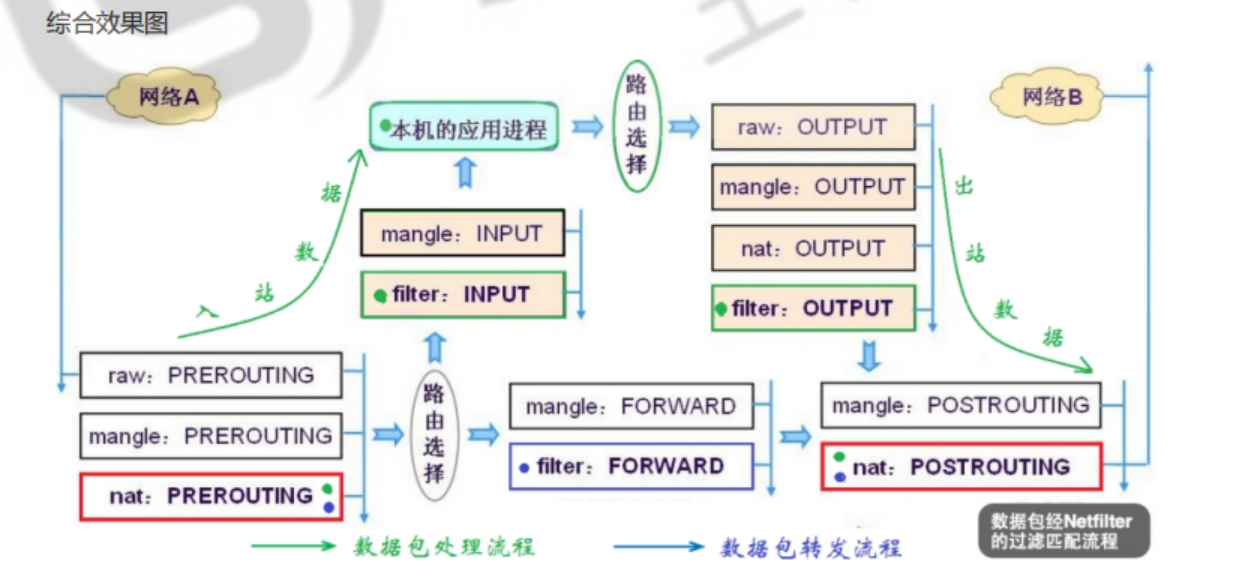 综合效果图
网络A
本机的应用进程
路由选择
raw：OUTPUT
mangle：OUTPUT
nat：OUTPUT
filter：OUTPUT
网络B
mangle：INPUT
filter：INPUT
入站数据
出站数据
raw：PREROUTING
mangle：PREROUTING
nat：PREROUTING
路由选择
mangle：FORWARD
filter：FORWARD
mangle：POSTROUTING
nat：POSTROUTING
数据包处理流程
数据包转发流程
数据包经Netfilter
的过滤匹配流程